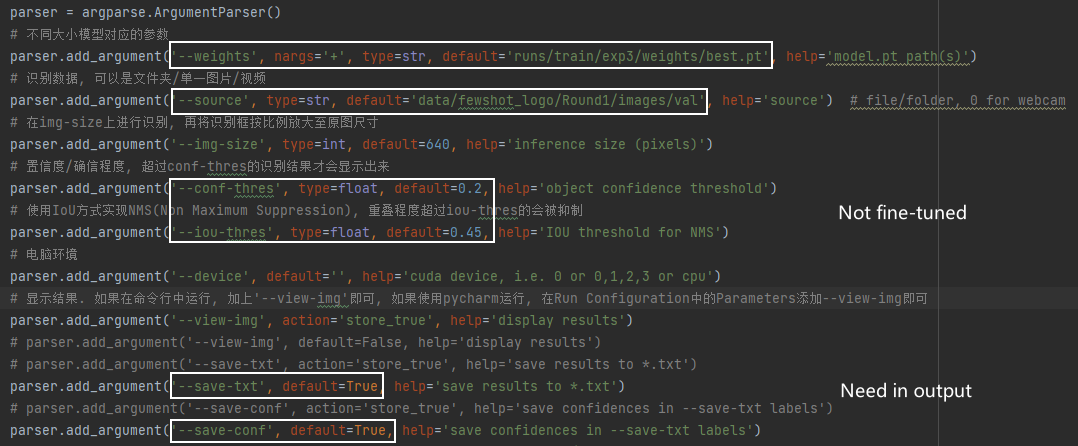 parser = argparse.ArgumentParser()
# 不同大小模型对应的参数
parser.add_argument('--weights', nargs='+', type=str, default='runs/train/exp3/weights/best.pt', help='model.pt path(s)')
# 识别数据, 可以是文件夹/单一图片/视频
parser.add_argument('--source', type=str, default='data/fewshot_logo/Round1/images/val', help='source')  # file/folder, 0 for webcam
# 在img-size上进行识别, 再将识别框按比例放大至原图尺寸
parser.add_argument('--img-size', type=int, default=640, help='inference size (pixels)')
# 置信度/确信程度, 超过conf-thres的识别结果才会显示出来
parser.add_argument('--conf-thres', type=float, default=0.2, help='object confidence threshold')
# 使用IoU方式实现NMS(Non Maximum Suppression), 重叠程度超过iou-thres的会被抑制
Not fine-tuned
parser.add_argument('--iou-thres', type=float, default=0.45, help='IOU threshold for NMS')
# 电脑环境
parser.add_argument('--device', default='', help='cuda device, i.e. 0 or 0,1,2,3 or cpu')
# 显示结果. 如果在命令行中运行, 加上'--view-img'即可, 如果使用pycharm运行, 在Run Configuration中的Parameters添加--view-img即可
parser.add_argument('--view-img', action='store_true', help='display results')
# parser.add_argument('--view-img', default=False, help='display results')
# parser.add_argument('--save-txt', action='store_true', help='save results to *.txt')
parser.add_argument('--save-txt', default=True, help='save results to *.txt')
Need in output
# parser.add_argument('--save-conf', action='store_true', help='save confidences in --save-txt labels')
parser.add_argument('--save-conf', default=True, help='save confidences in --save-txt labels')